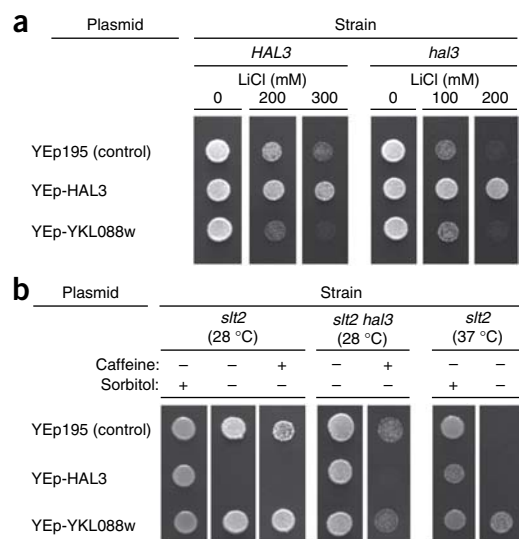 a
Plasmid Strain
HAL3 hal3
LiCl (mM) LiCl (mM)
0 200 300 0 100 200
YEp195 (control)
YEp-HAL3
YEp-YKL088w
b
Plasmid Strain
slt2 slt2 hal3 slt2
(28 °C) (28 °C) (37 °C)
Caffeine: – – + – + – –
Sorbitol: + – – – – + –
YEp195 (control)
YEp-HAL3
YEp-YKL088w